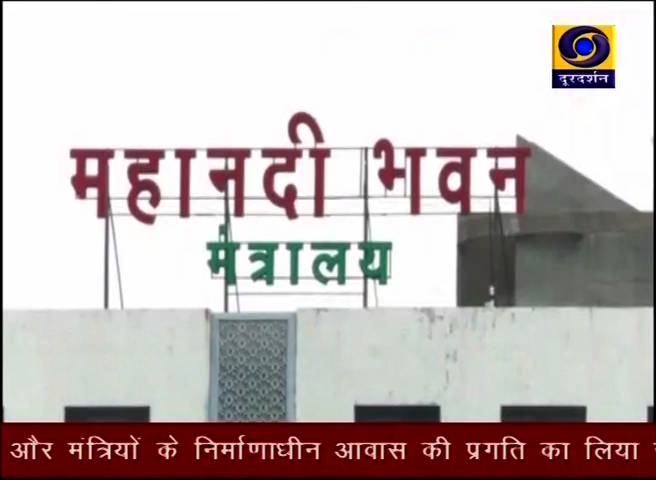 दूरदर्शन
महानदी भवन
मंत्रालय
और मंत्रियों के निर्माणाधीन आवास की प्रगति का लिया